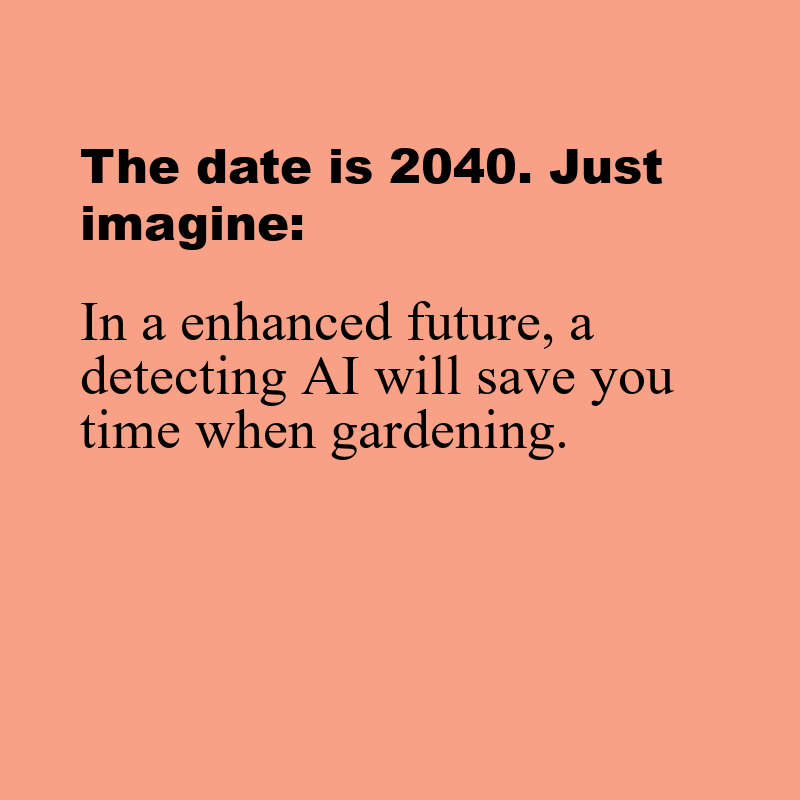 The date is 2040. Just
imagine:
In a enhanced future, a
detecting AI will save you
time when gardening.